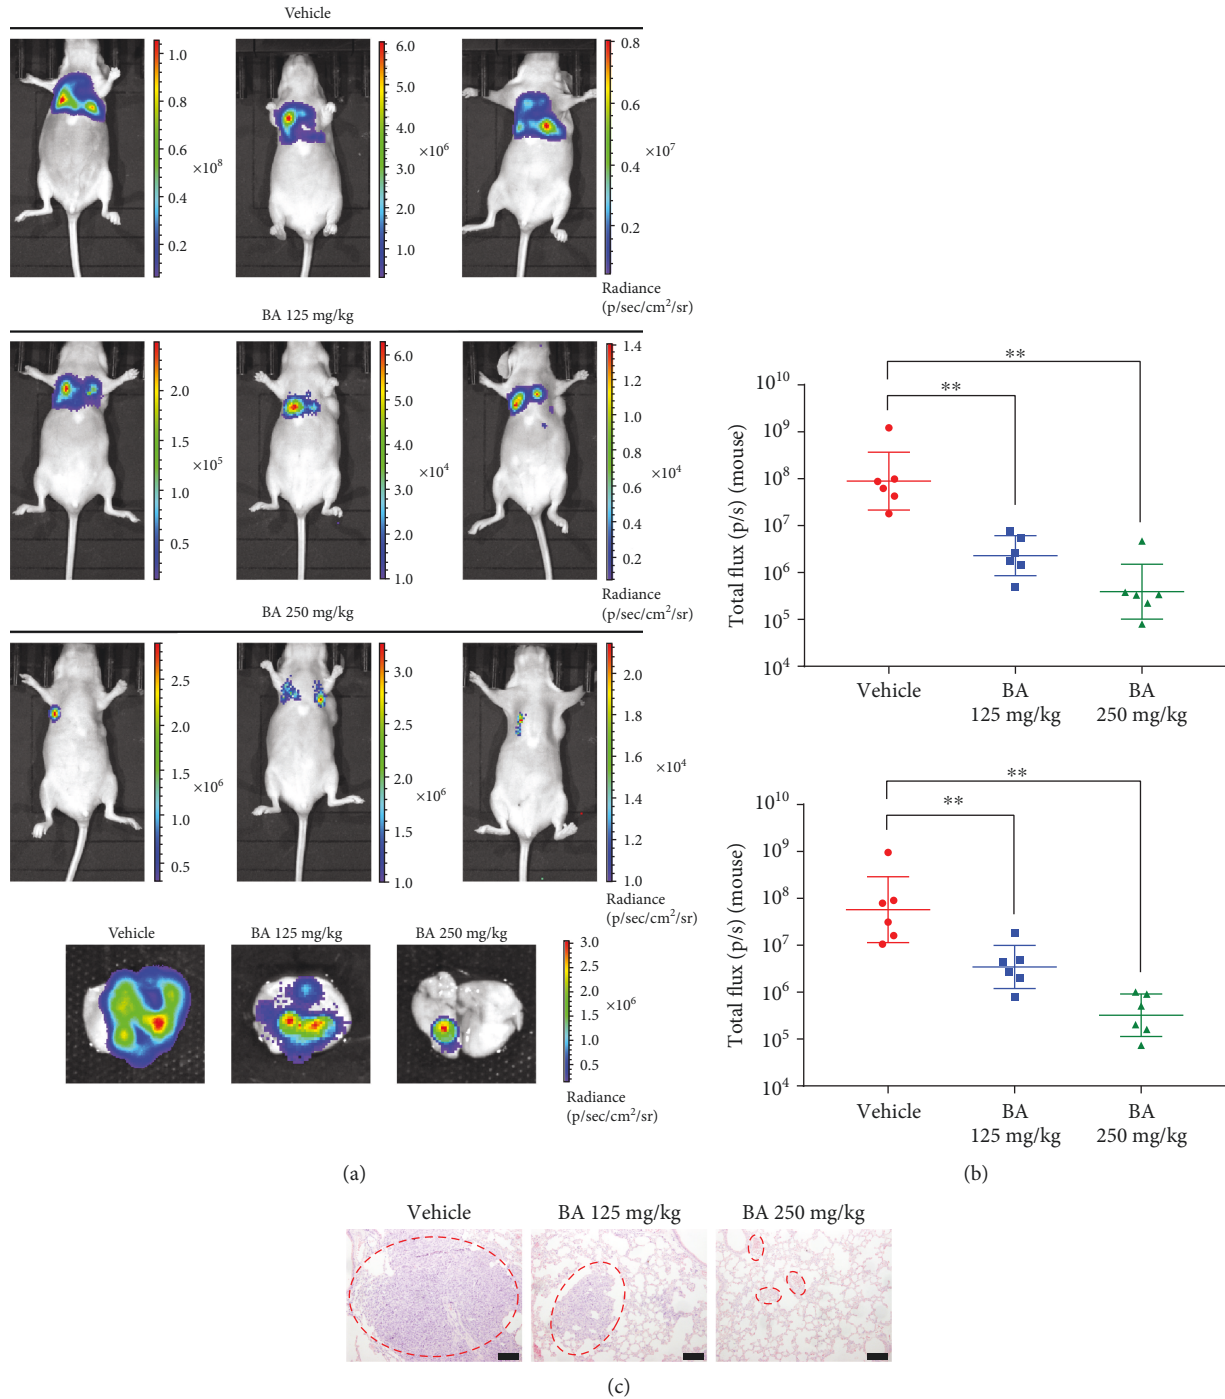 Vehicle
1.0
0.8
0.6
0.4
0.2
×10⁸
6.0
5.0
4.0
3.0
2.0
1.0
×10⁶
0.8
0.6
0.4
0.2
×10⁷
Radiance
(p/sec/cm²/sr)
BA 125 mg/kg
2.0
1.5
1.0
0.5
×10⁵
6.0
5.0
4.0
3.0
2.0
1.0
×10⁴
1.4
1.2
1.0
0.8
0.6
0.4
0.2
×10⁴
Radiance
(p/sec/cm²/sr)
BA 250 mg/kg
2.5
2.0
1.5
1.0
0.5
×10⁶
3.0
2.5
2.0
1.5
1.0
×10⁶
2.0
1.8
1.6
1.4
1.2
1.0
×10⁴
Radiance
(p/sec/cm²/sr)
Vehicle
BA 125 mg/kg
BA 250 mg/kg
3.0
2.5
2.0
1.5
1.0
0.5
×10⁶
Radiance
(p/sec/cm²/sr)
(a)
Total flux (p/s) (mouse)
10¹⁰
10⁹
10⁸
10⁷
10⁶
10⁵
10⁴
**
**
Vehicle
BA
125 mg/kg
BA
250 mg/kg
Total flux (p/s) (mouse)
10¹⁰
10⁹
10⁸
10⁷
10⁶
10⁵
10⁴
**
**
Vehicle
BA
125 mg/kg
BA
250 mg/kg
(b)
Vehicle
BA 125 mg/kg
BA 250 mg/kg
(c)